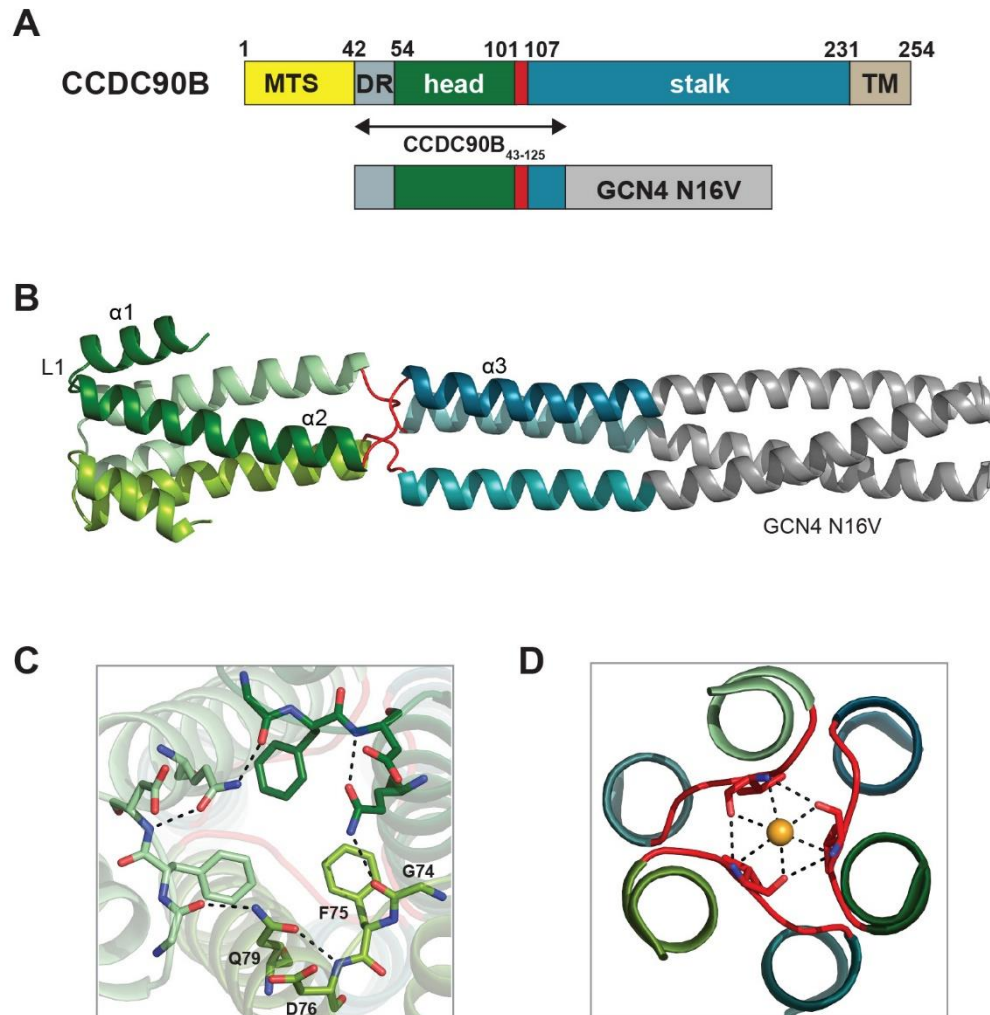 A
1 42 54 101 107 231 254
CCDC90B MTS DR head stalk TM
CCDC90B43-125
GCN4 N16V
B
α1
L1
α2
α3
GCN4 N16V
C
D
G74
F75
Q79
D76